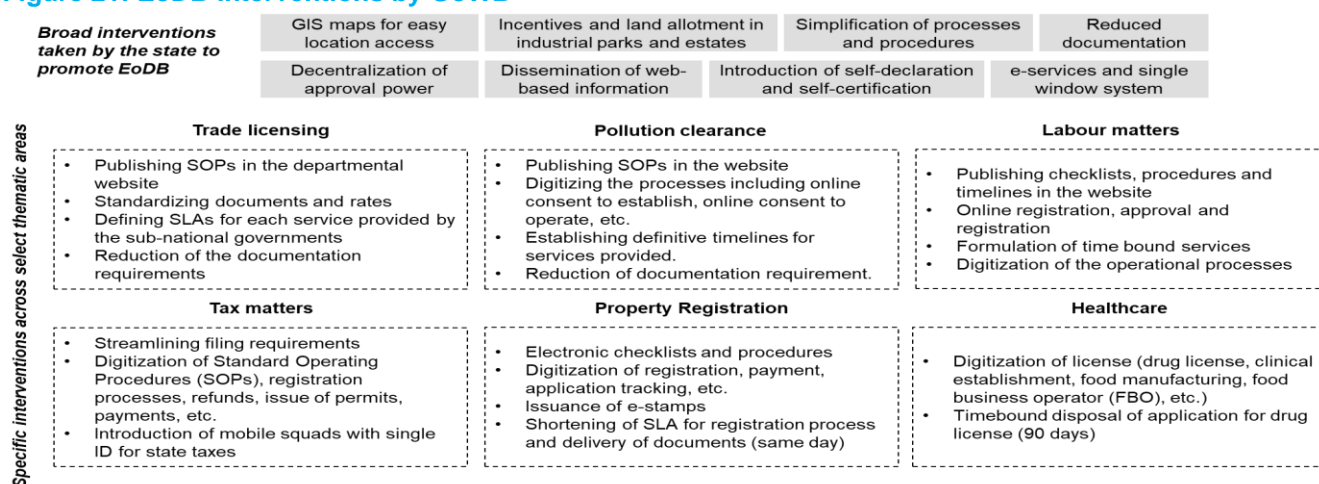 Broad interventions
taken by the state to
promote EoDB
GIS maps for easy
location access
Incentives and land allotment in
industrial parks and estates
Simplification of processes
and procedures
Reduced
documentation
Decentralization of
approval power
Dissemination of web-
based information
Introduction of self-declaration
and self-certification
e-services and single
window system
Specific interventions across select thematic areas
Trade licensing
• Publishing SOPs in the departmental
website
• Standardizing documents and rates
• Defining SLAs for each service provided by
the sub-national governments
• Reduction of the documentation
requirements
Pollution clearance
• Publishing SOPs in the website
• Digitizing the processes including online
consent to establish, online consent to
operate, etc.
• Establishing definitive timelines for
services provided.
• Reduction of documentation requirement.
Labour matters
• Publishing checklists, procedures and
timelines in the website
• Online registration, approval and
registration
• Formulation of time bound services
• Digitization of the operational processes
Tax matters
• Streamlining filing requirements
• Digitization of Standard Operating
Procedures (SOPs), registration
processes, refunds, issue of permits,
payments, etc.
• Introduction of mobile squads with single
ID for state taxes
Property Registration
• Electronic checklists and procedures
• Digitization of registration, payment,
application tracking, etc.
• Issuance of e-stamps
• Shortening of SLA for registration process
and delivery of documents (same day)
Healthcare
• Digitization of license (drug license, clinical
establishment, food manufacturing, food
business operator (FBO), etc.)
• Timebound disposal of application for drug
license (90 days)